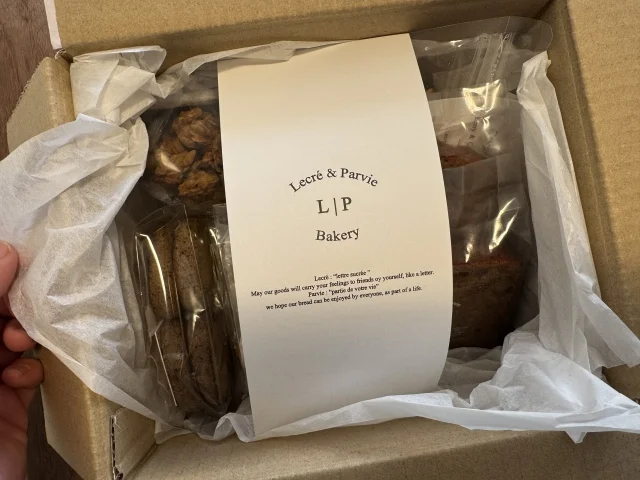 Lecré & Parvie
L|P
Bakery
Lecré : "lettre sucrée "
May our goods will carry your feelings to friends oy yourself, like a letter.
Parvie : "partie de votre vie"
we hope our bread can be enjoyed by everyone, as part of a life.